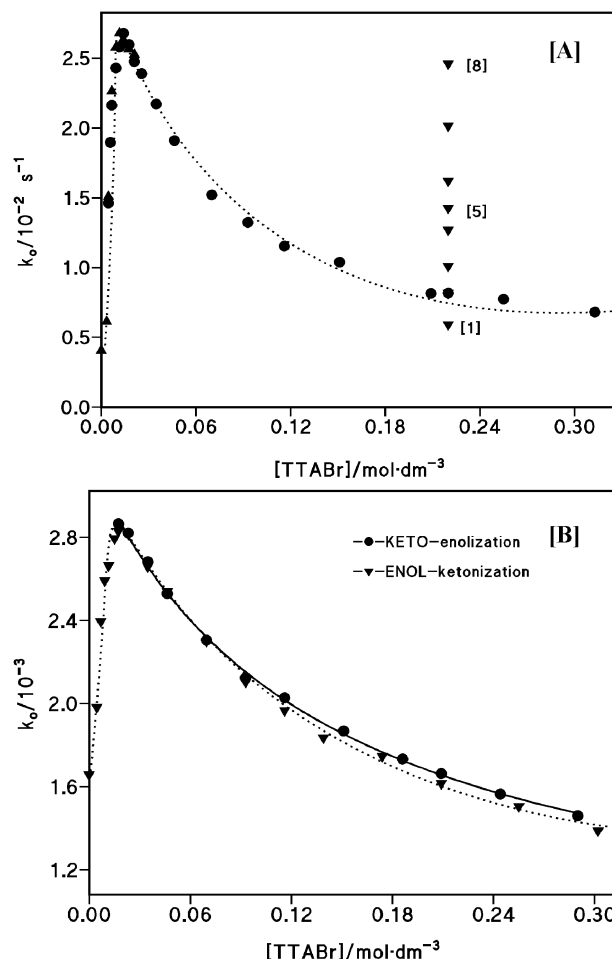 [A]
2.5
2.0
1.5
1.0
0.5
0.0
kₒ/10⁻² s⁻¹
[8]
[5]
[1]
0.00 0.06 0.12 0.18 0.24 0.30
[TTABr]/mol·dm⁻³
[B]
KETO−enolization
ENOL−ketonization
2.8
2.4
2.0
1.6
1.2
kₒ/10⁻³
0.00 0.06 0.12 0.18 0.24 0.30
[TTABr]/mol·dm⁻³